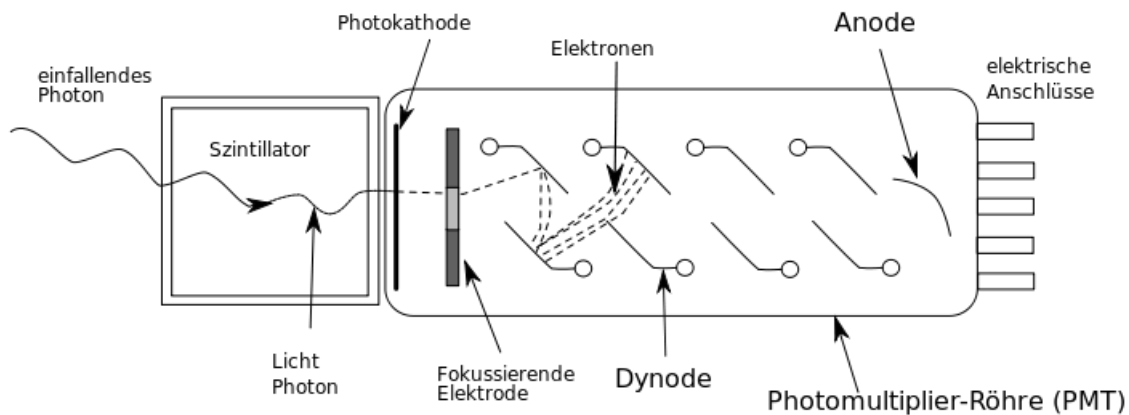 Photokathode
Elektronen
Anode
einfallendes
Photon
elektrische
Anschlüsse
Szintillator
Licht
Photon
Fokussierende
Elektrode
Dynode
Photomultiplier-Röhre (PMT)